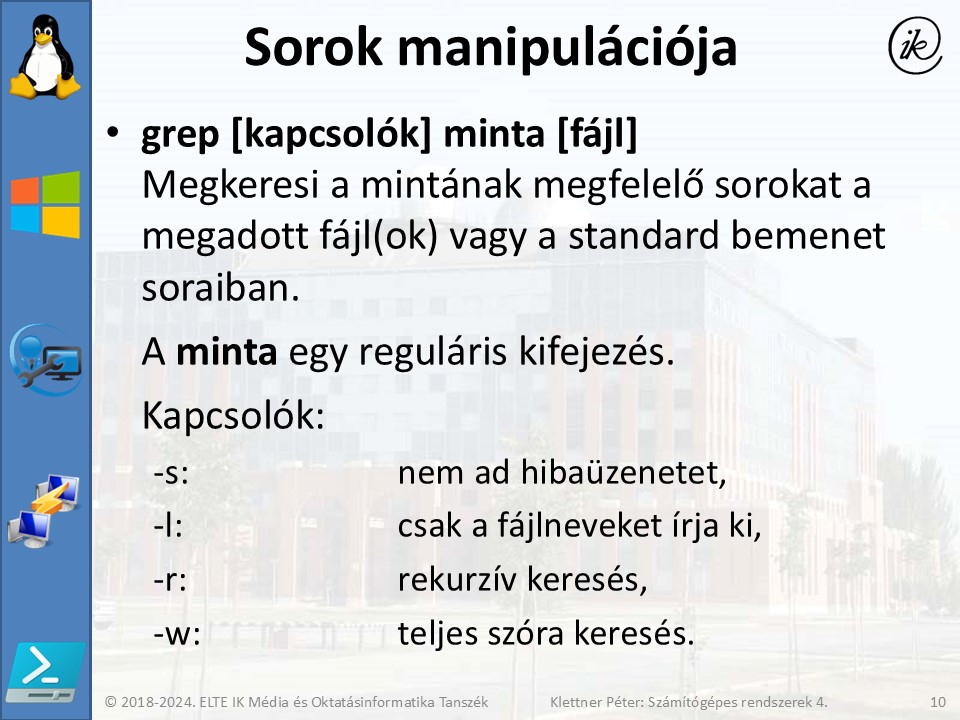 Sorok manipulációja
ik
• grep [kapcsolók] minta [fájl]
Megkeresi a mintának megfelelő sorokat a
megadott fájl(ok) vagy a standard bemenet
soraiban.
A minta egy reguláris kifejezés.
Kapcsolók:
-s: nem ad hibaüzenetet,
-l: csak a fájlneveket írja ki,
-r: rekurzív keresés,
-w: teljes szóra keresés.
© 2018-2024. ELTE IK Média és Oktatásinformatika Tanszék Klettner Péter: Számítógépes rendszerek 4. 10